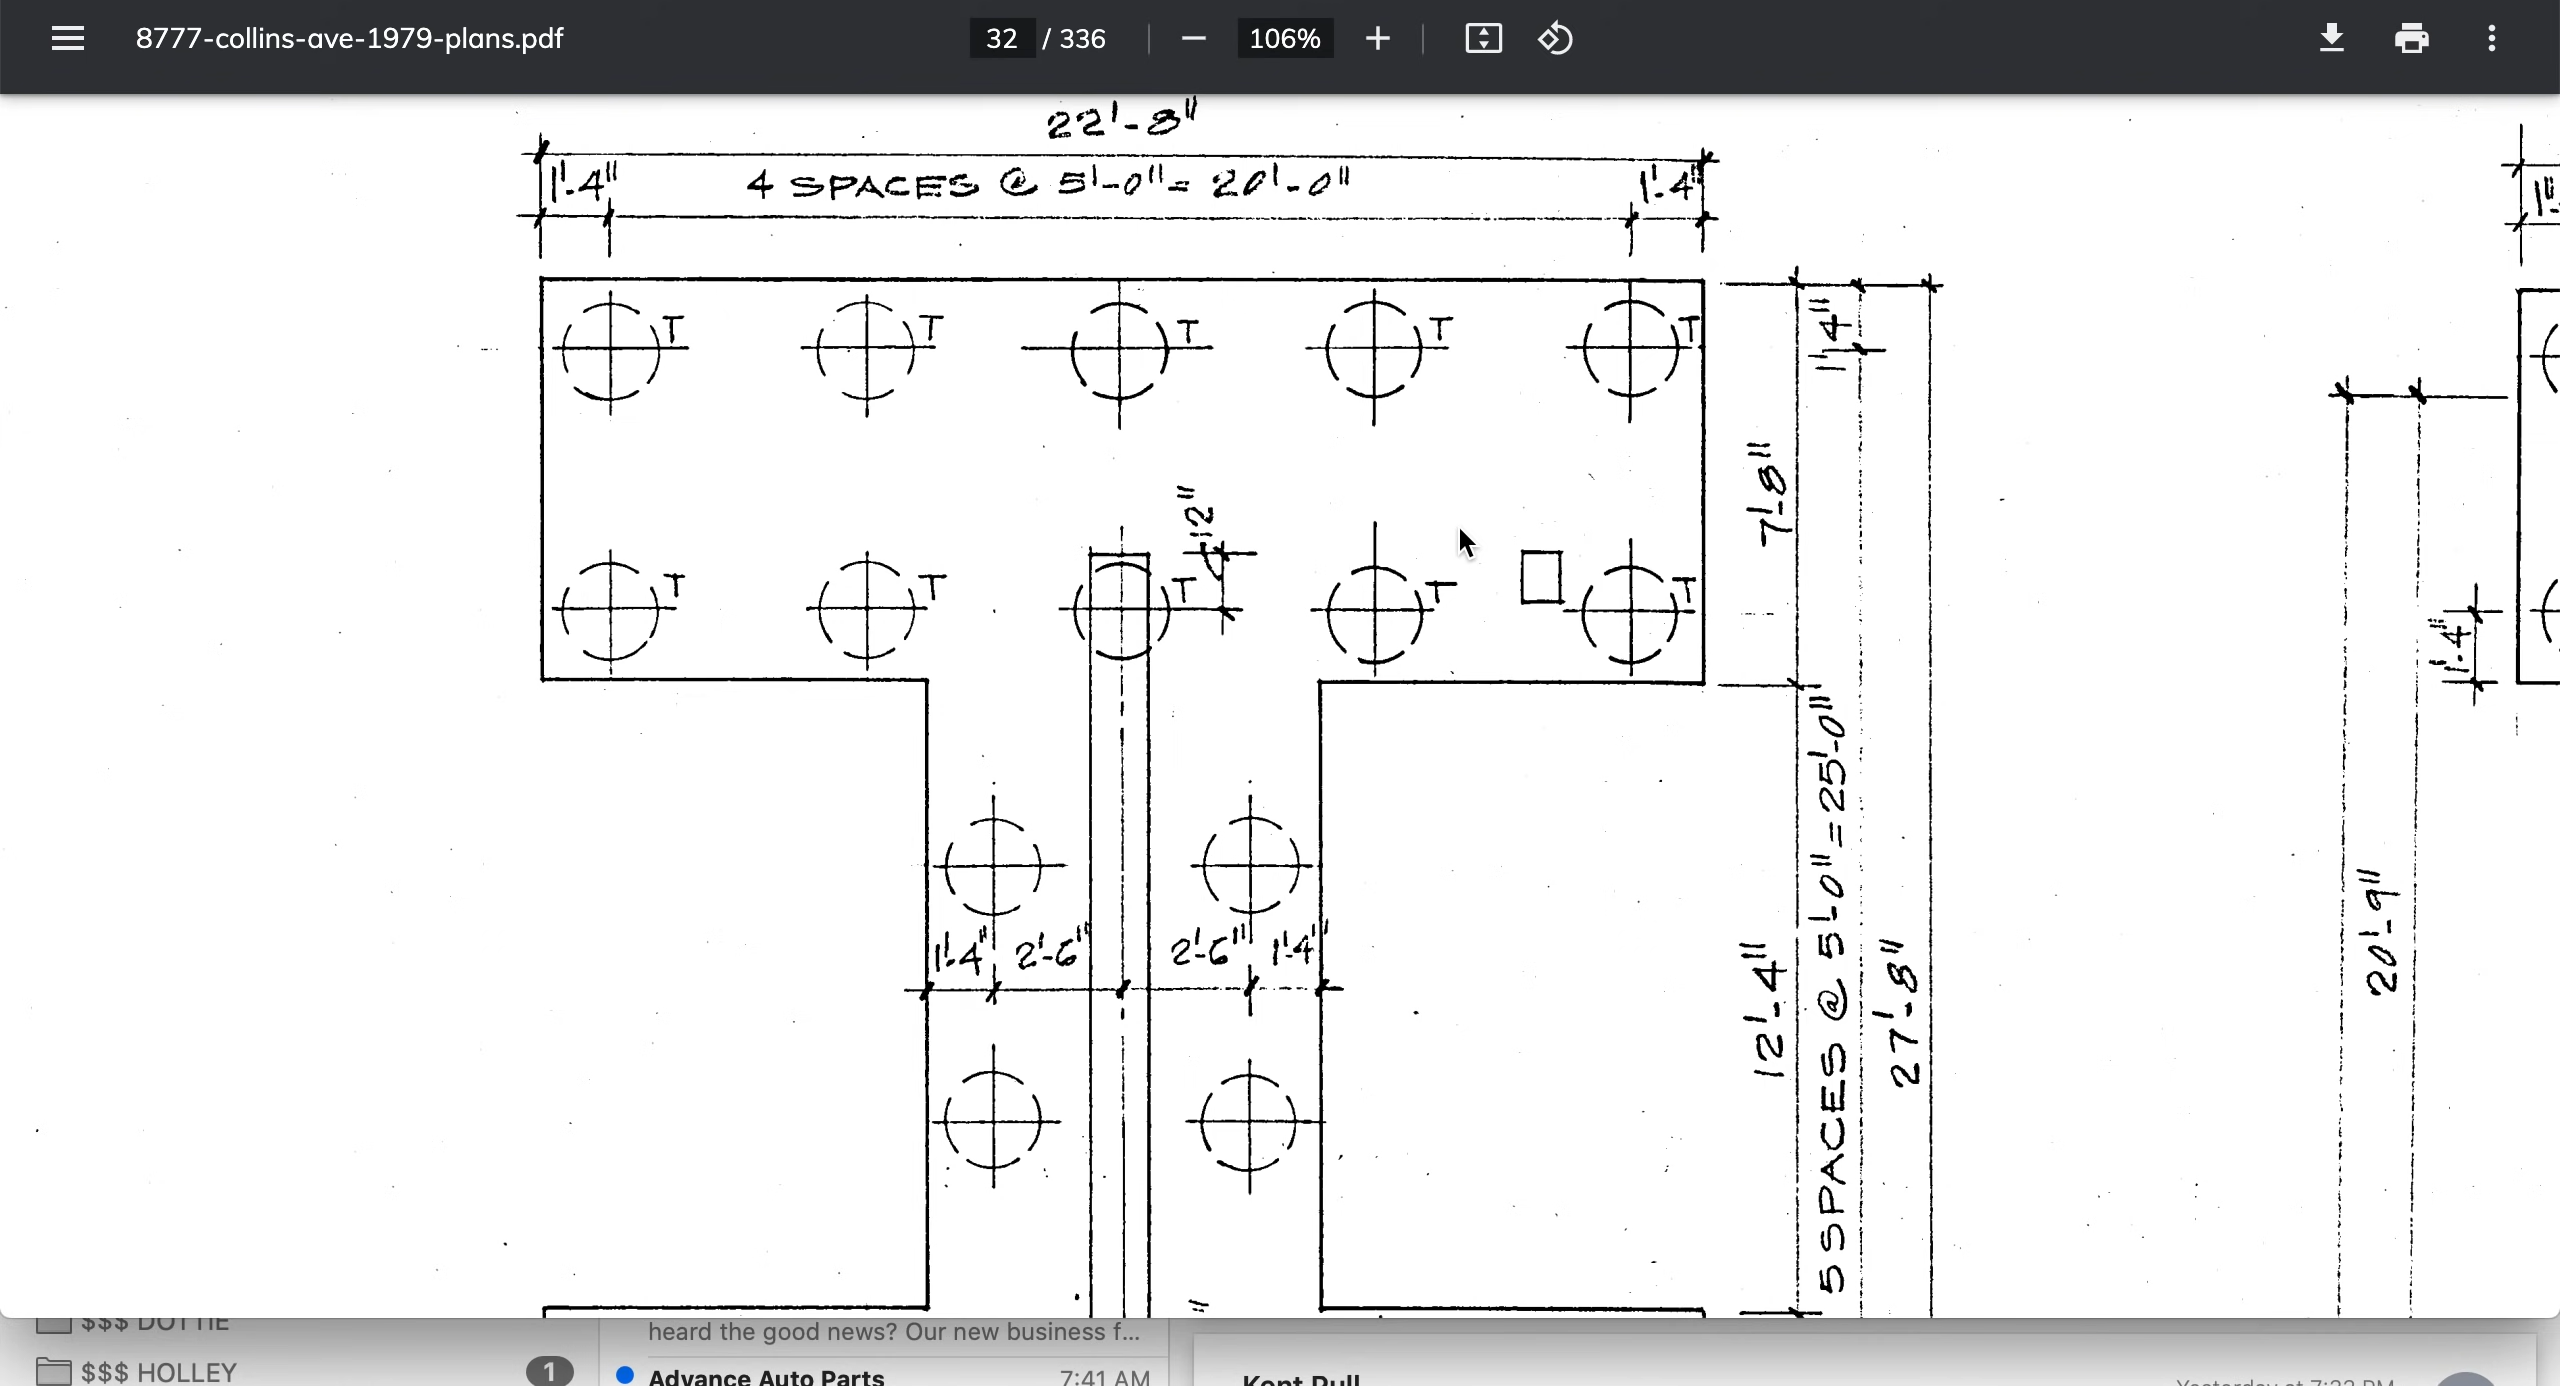 8777-collins-ave-1979-plans.pdf
32 / 336
106%
22'-8"
1'-4"
4 SPACES @ 5'-0" = 20'-0"
1'-4"
T
T
T
T
T
1'-4"
7'-8"
12"
T
T
T
T
T
1'-4"
1'-4"
2'-6"
2'-6"
1'-4"
12'-4"
5 SPACES @ 5'-0" = 25'-0"
27'-8"
20'-9"
$$$ DOTTIE
heard the good news? Our new business f...
$$$ HOLLEY
1
Advance Auto Parts
7:41 AM